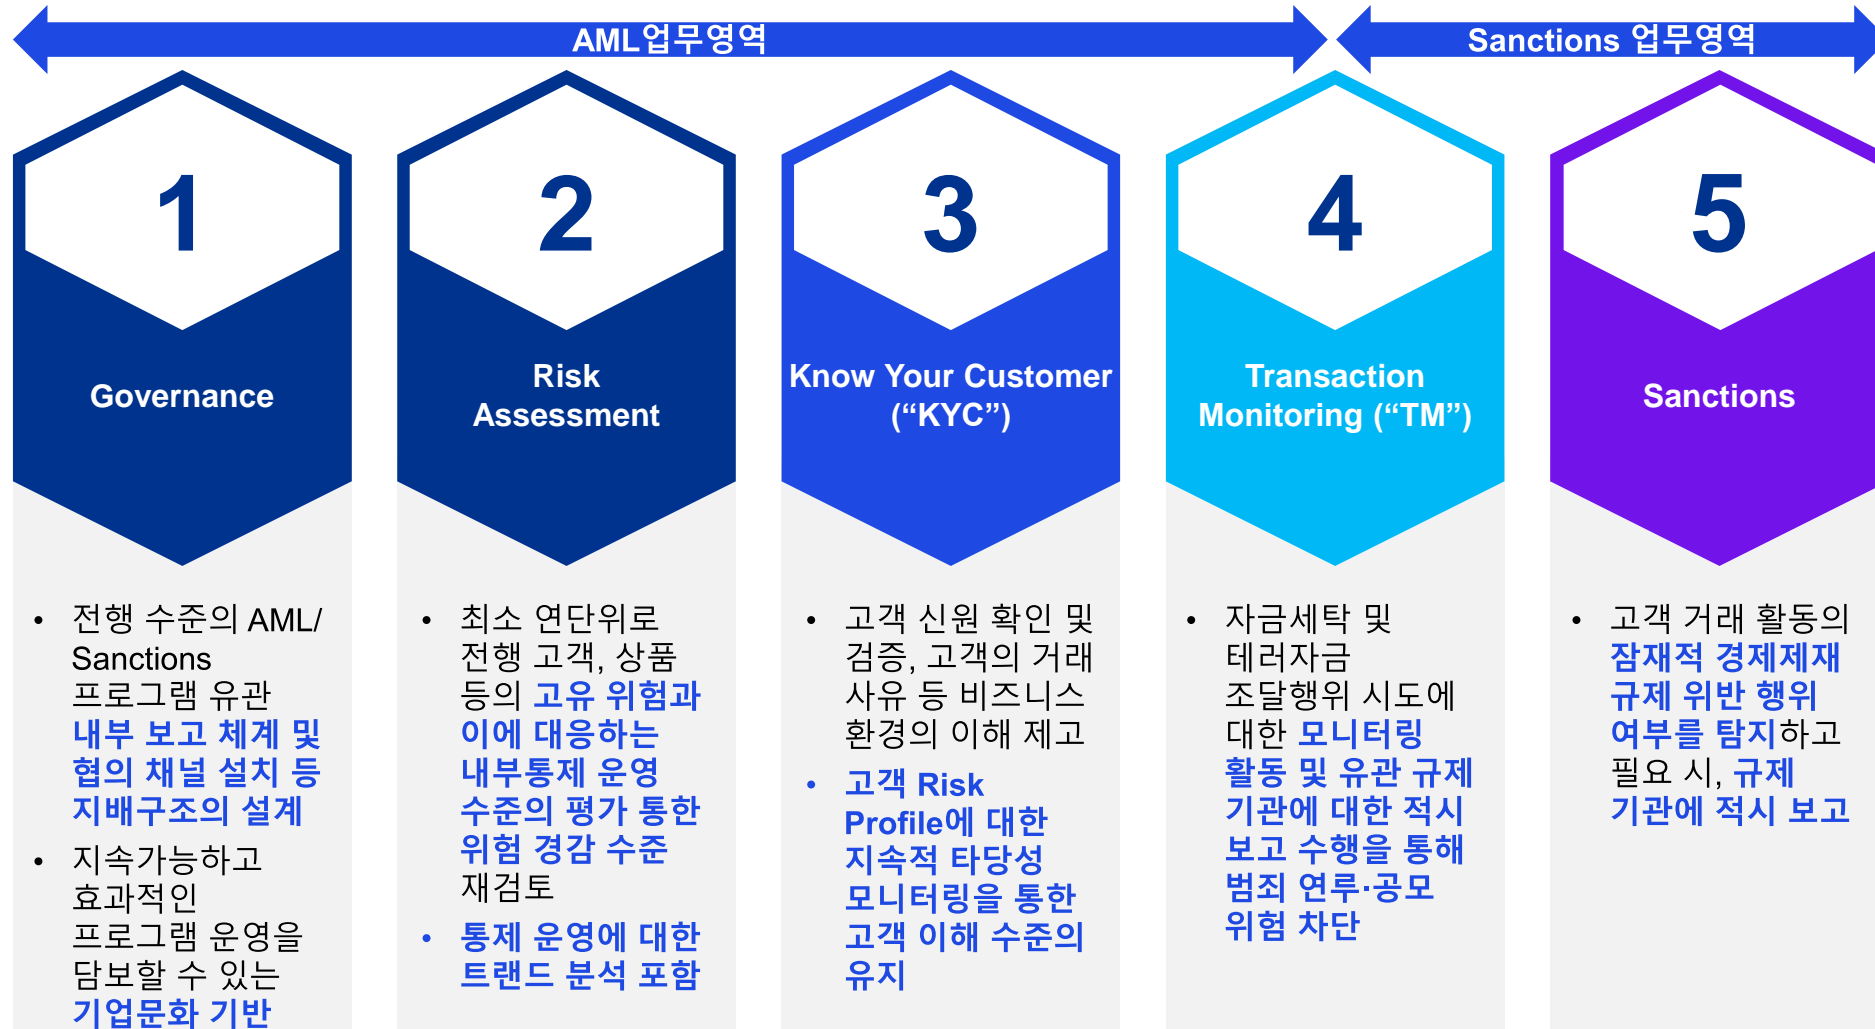 AML업무영역
Sanctions 업무영역
1
Governance
• 전행 수준의 AML/
Sanctions
프로그램 유관
내부 보고 체계 및
협의 채널 설치 등
지배구조의 설계
• 지속가능하고
효과적인
프로그램 운영을
담보할 수 있는
기업문화 기반
2
Risk
Assessment
• 최소 연단위로
전행 고객, 상품
등의 고유 위험과
이에 대응하는
내부통제 운영
수준의 평가 통한
위험 경감 수준
재검토
• 통제 운영에 대한
트랜드 분석 포함
3
Know Your Customer
(“KYC”)
• 고객 신원 확인 및
검증, 고객의 거래
사유 등 비즈니스
환경의 이해 제고
• 고객 Risk
Profile에 대한
지속적 타당성
모니터링을 통한
고객 이해 수준의
유지
4
Transaction
Monitoring (“TM”)
• 자금세탁 및
테러자금
조달행위 시도에
대한 모니터링
활동 및 유관 규제
기관에 대한 적시
보고 수행을 통해
범죄 연루·공모
위험 차단
5
Sanctions
• 고객 거래 활동의
잠재적 경제제재
규제 위반 행위
여부를 탐지하고
필요 시, 규제
기관에 적시 보고